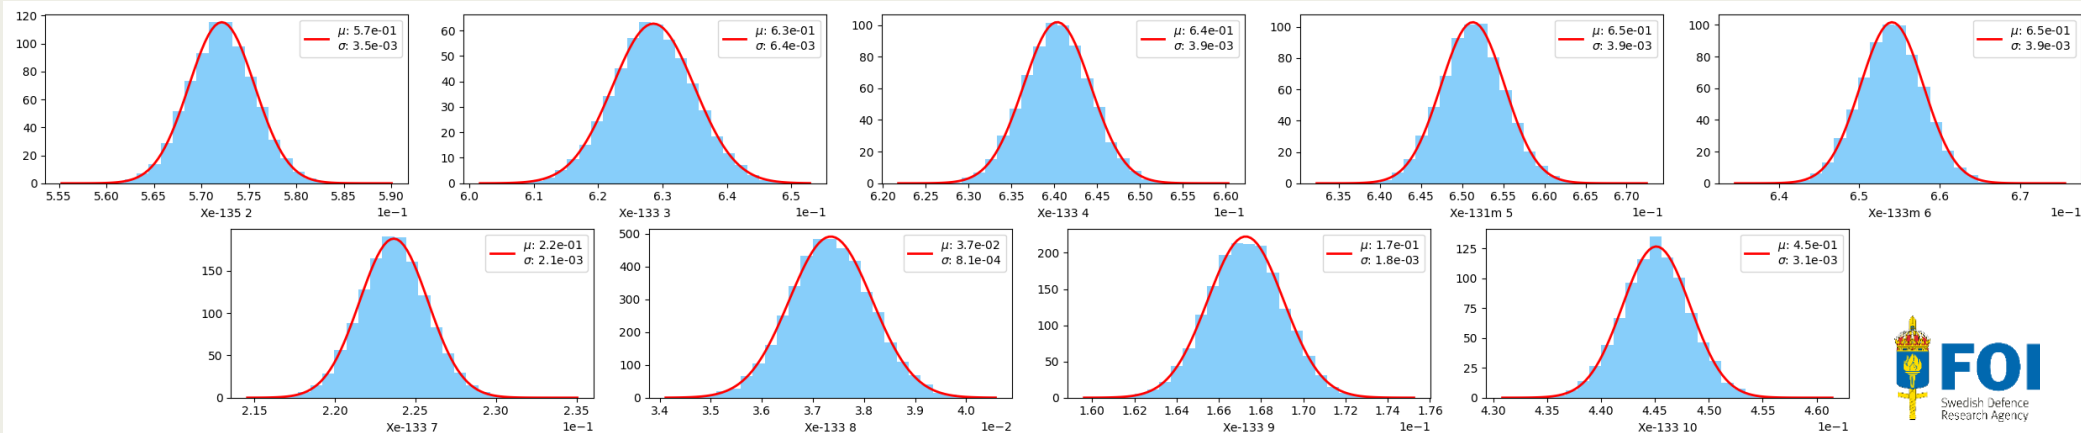 120
100
80
60
40
20
0
μ: 5.7e-01
σ: 3.5e-03
5.55 5.60 5.65 5.70 5.75 5.80 5.85 5.90
Xe-135 2 1e−1
60
50
40
30
20
10
0
μ: 6.3e-01
σ: 6.4e-03
6.0 6.1 6.2 6.3 6.4 6.5
Xe-133 3 1e−1
100
80
60
40
20
0
μ: 6.4e-01
σ: 3.9e-03
6.20 6.25 6.30 6.35 6.40 6.45 6.50 6.55 6.60
Xe-133 4 1e−1
100
80
60
40
20
0
μ: 6.5e-01
σ: 3.9e-03
6.35 6.40 6.45 6.50 6.55 6.60 6.65 6.70
Xe-131m 5 1e−1
100
80
60
40
20
0
μ: 6.5e-01
σ: 3.9e-03
6.4 6.5 6.6 6.7
Xe-133m 6 1e−1
150
100
50
0
μ: 2.2e-01
σ: 2.1e-03
2.15 2.20 2.25 2.30 2.35
Xe-133 7 1e−1
500
400
300
200
100
0
μ: 3.7e-02
σ: 8.1e-04
3.4 3.5 3.6 3.7 3.8 3.9 4.0
Xe-133 8 1e−2
200
150
100
50
0
μ: 1.7e-01
σ: 1.8e-03
1.60 1.62 1.64 1.66 1.68 1.70 1.72 1.74 1.76
Xe-133 9 1e−1
125
100
75
50
25
0
μ: 4.5e-01
σ: 3.1e-03
4.30 4.35 4.40 4.45 4.50 4.55 4.60
Xe-133 10 1e−1
FOI
Swedish Defence
Research Agency